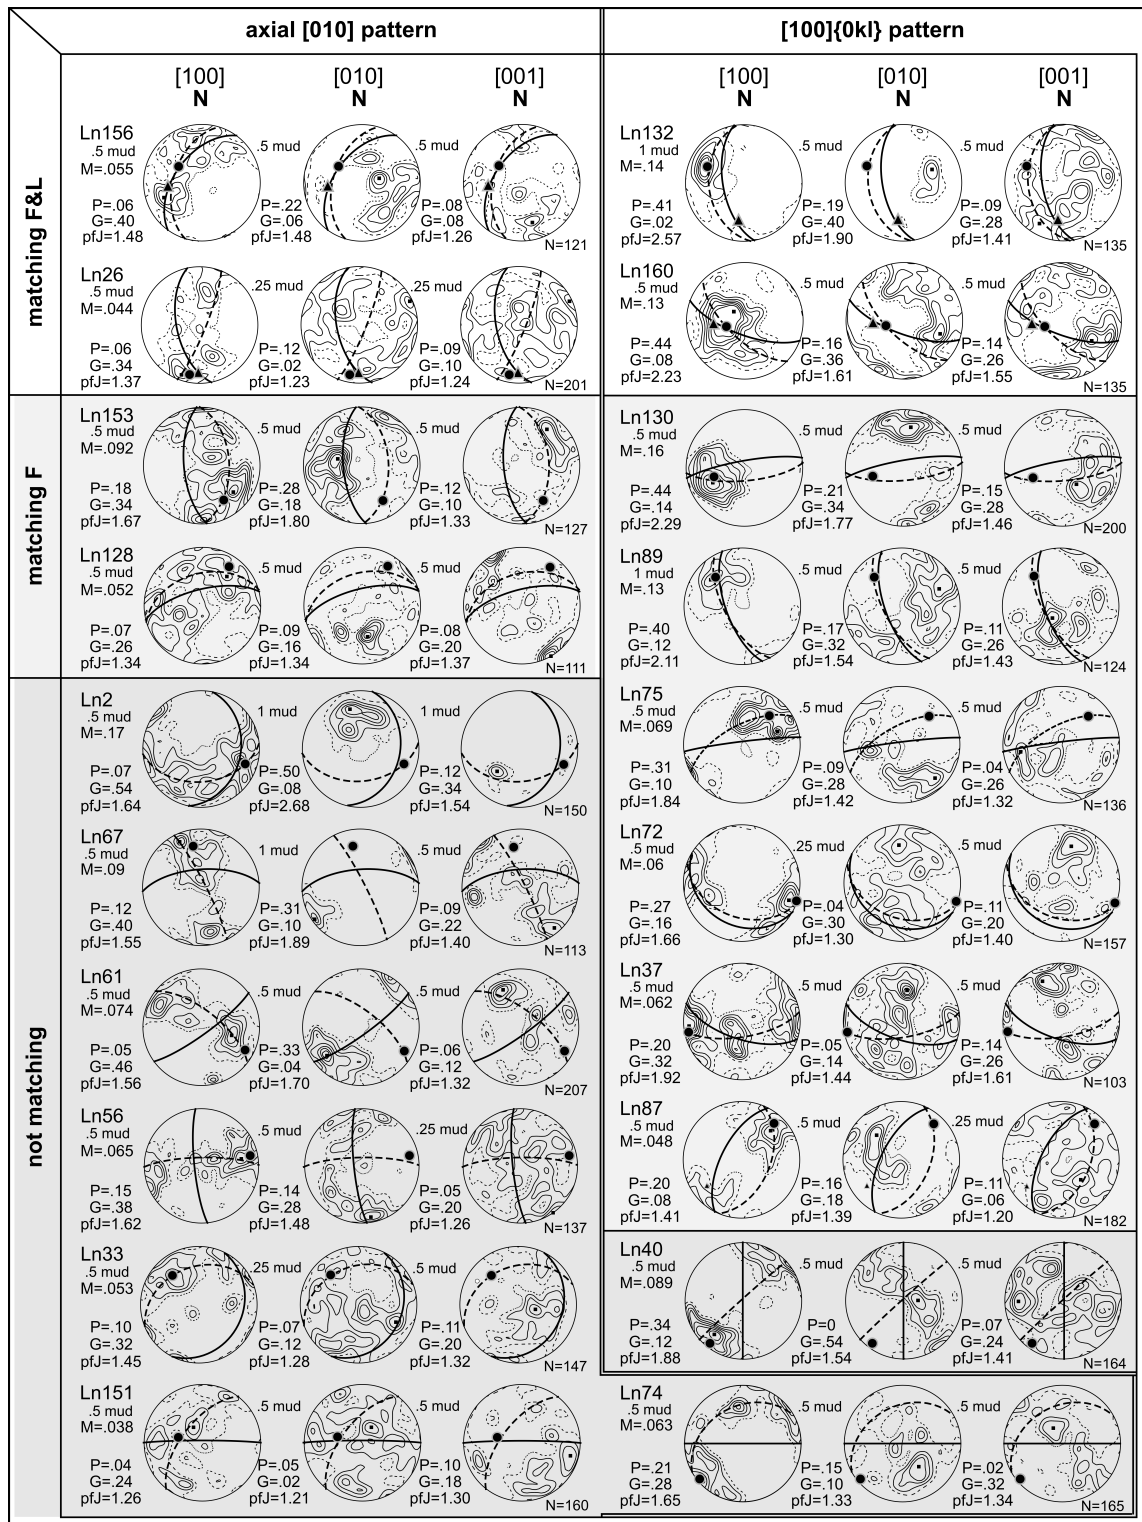 axial [010] pattern
[100]{0kl} pattern
[100] [010] [001]
N N N
[100] [010] [001]
N N N
matching F&L
Ln156
.5 mud .5 mud .5 mud
M=.055
P=.06 P=.22 P=.08
G=.40 G=.06 G=.08
pfJ=1.48 pfJ=1.48 pfJ=1.26
N=121
Ln132
1 mud .5 mud .5 mud
M=.14
P=.41 P=.19 P=.09
G=.02 G=.40 G=.28
pfJ=2.57 pfJ=1.90 pfJ=1.41
N=135
Ln26
.5 mud .25 mud .25 mud
M=.044
P=.06 P=.12 P=.09
G=.34 G=.02 G=.10
pfJ=1.37 pfJ=1.23 pfJ=1.24
N=201
Ln160
.5 mud .5 mud .5 mud
M=.13
P=.44 P=.16 P=.14
G=.08 G=.36 G=.26
pfJ=2.23 pfJ=1.61 pfJ=1.55
N=135
matching F
Ln153
.5 mud .5 mud .5 mud
M=.092
P=.18 P=.28 P=.12
G=.34 G=.18 G=.10
pfJ=1.67 pfJ=1.80 pfJ=1.33
N=127
Ln130
.5 mud .5 mud .5 mud
M=.16
P=.44 P=.21 P=.15
G=.14 G=.34 G=.28
pfJ=2.29 pfJ=1.77 pfJ=1.46
N=200
Ln128
.5 mud .5 mud .5 mud
M=.052
P=.07 P=.09 P=.08
G=.26 G=.16 G=.20
pfJ=1.34 pfJ=1.34 pfJ=1.37
N=111
Ln89
1 mud .5 mud .5 mud
M=.13
P=.40 P=.17 P=.11
G=.12 G=.32 G=.26
pfJ=2.11 pfJ=1.54 pfJ=1.43
N=124
not matching
Ln2
.5 mud 1 mud 1 mud
M=.17
P=.07 P=.50 P=.12
G=.54 G=.08 G=.34
pfJ=1.64 pfJ=2.68 pfJ=1.54
N=150
Ln75
.5 mud .5 mud .5 mud
M=.069
P=.31 P=.09 P=.04
G=.10 G=.28 G=.26
pfJ=1.84 pfJ=1.42 pfJ=1.32
N=136
Ln67
.5 mud 1 mud .5 mud
M=.09
P=.12 P=.31 P=.09
G=.40 G=.10 G=.22
pfJ=1.55 pfJ=1.89 pfJ=1.40
N=113
Ln72
.5 mud .25 mud .5 mud
M=.06
P=.27 P=.04 P=.11
G=.16 G=.30 G=.20
pfJ=1.66 pfJ=1.30 pfJ=1.40
N=157
Ln61
.5 mud .5 mud .5 mud
M=.074
P=.05 P=.33 P=.06
G=.46 G=.04 G=.12
pfJ=1.56 pfJ=1.70 pfJ=1.32
N=207
Ln37
.5 mud .5 mud .5 mud
M=.062
P=.20 P=.05 P=.14
G=.32 G=.14 G=.26
pfJ=1.92 pfJ=1.44 pfJ=1.61
N=103
Ln56
.5 mud .5 mud .25 mud
M=.065
P=.15 P=.14 P=.05
G=.38 G=.28 G=.20
pfJ=1.62 pfJ=1.48 pfJ=1.26
N=137
Ln87
.5 mud .5 mud .25 mud
M=.048
P=.20 P=.16 P=.11
G=.08 G=.18 G=.06
pfJ=1.41 pfJ=1.39 pfJ=1.20
N=182
Ln33
.5 mud .25 mud .5 mud
M=.053
P=.10 P=.07 P=.11
G=.32 G=.12 G=.20
pfJ=1.45 pfJ=1.28 pfJ=1.32
N=147
Ln40
.5 mud .5 mud .5 mud
M=.089
P=.34 P=0 P=.07
G=.12 G=.54 G=.24
pfJ=1.88 pfJ=1.54 pfJ=1.41
N=164
Ln151
.5 mud .5 mud .5 mud
M=.038
P=.04 P=.05 P=.10
G=.24 G=.02 G=.18
pfJ=1.26 pfJ=1.21 pfJ=1.30
N=160
Ln74
.5 mud .5 mud .5 mud
M=.063
P=.21 P=.15 P=.02
G=.28 G=.10 G=.32
pfJ=1.65 pfJ=1.33 pfJ=1.34
N=165